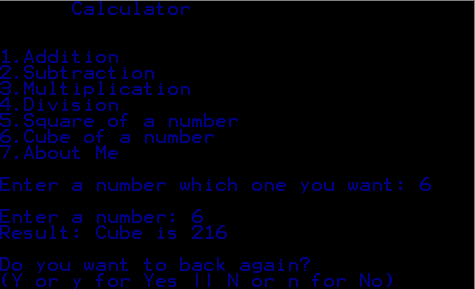 Calculator
1.Addition
2.Subtraction
3.Multiplication
4.Division
5.Square of a number
6.Cube of a number
7.About Me
Enter a number which one you want: 6
Enter a number: 6
Result: Cube is 216
Do you want to back again?
(Y or y for Yes || N or n for No)